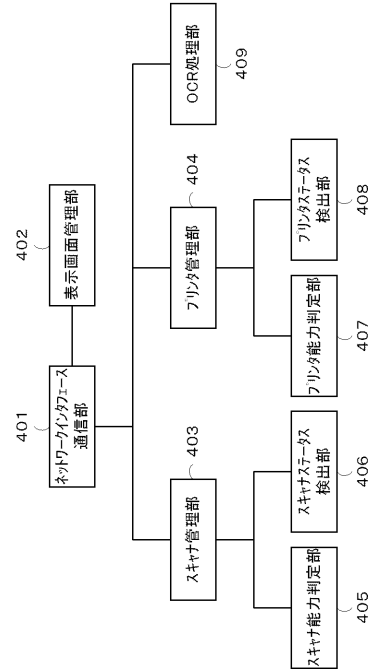 401
ネットワークインタフェース
通信部
402
表示画面管理部
403
スキャナ管理部
404
プリンタ管理部
OCR処理部
409
スキャナ能力判定部
405
スキャナステータス
検出部
406
プリンタ能力判定部
407
プリンタステータス
検出部
408